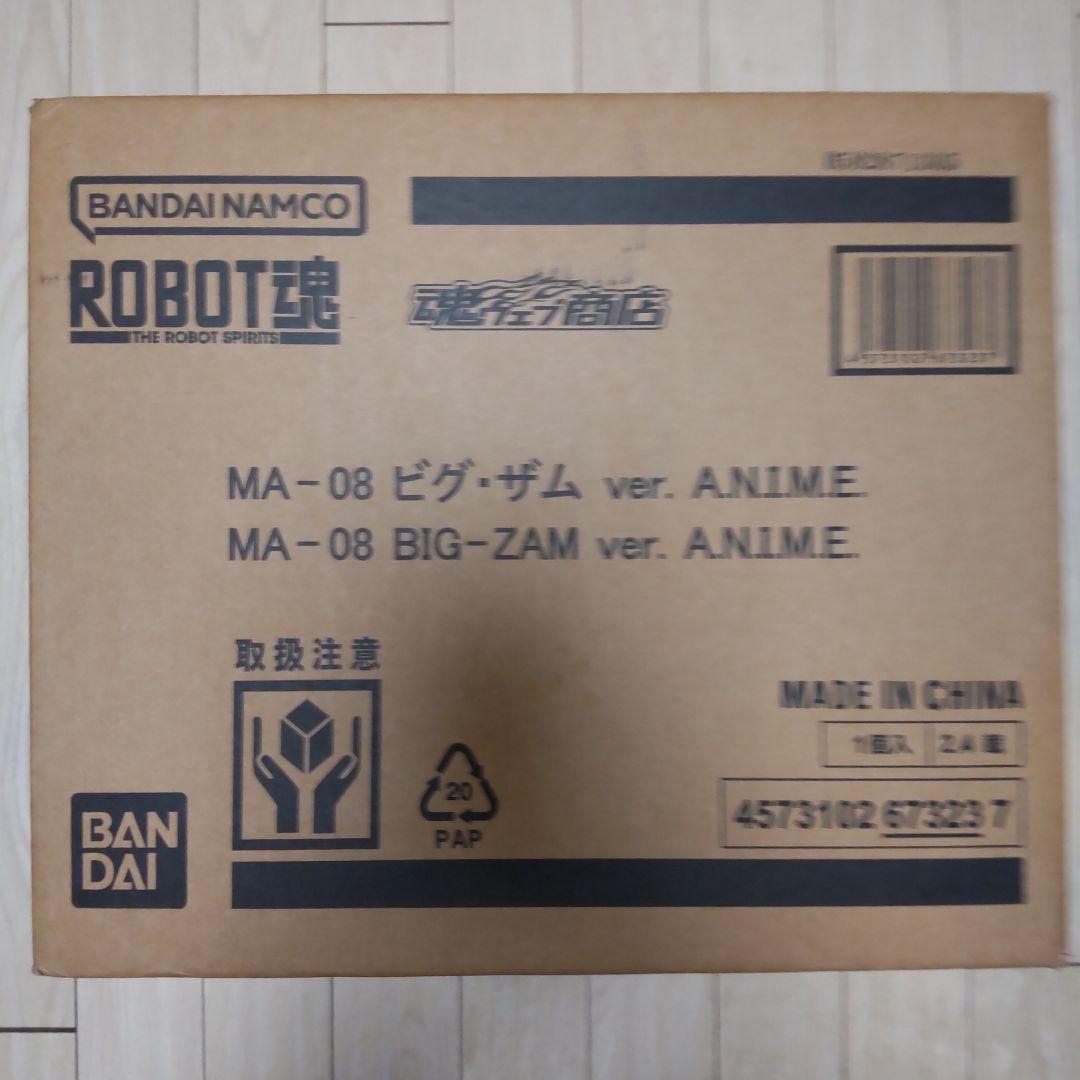 BANDAI NAMCO
ROBOT魂
THE ROBOT SPIRITS
魂ウェブ商店
MA-08 ビグ・ザム ver. A.N.I.M.E.
MA-08 BIG-ZAM ver. A.N.I.M.E.
取扱注意
MADE IN CHINA
1個入
20
PAP
4573102 67323 7
BAN
DAI